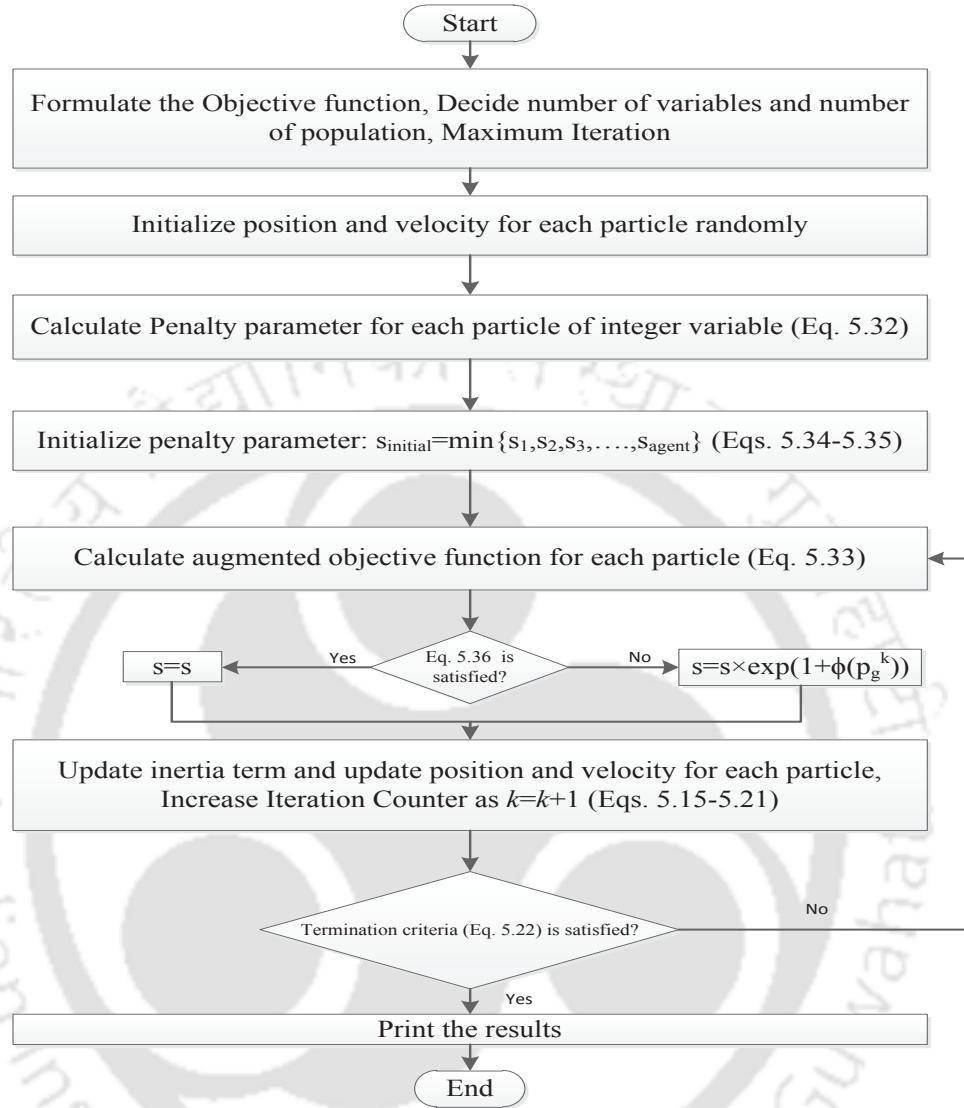 Start
Formulate the Objective function, Decide number of variables and number
of population, Maximum Iteration
Initialize position and velocity for each particle randomly
Calculate Penalty parameter for each particle of integer variable (Eq. 5.32)
Initialize penalty parameter: s_initial=min{s₁,s₂,s₃,....,s_agent} (Eqs. 5.34-5.35)
Calculate augmented objective function for each particle (Eq. 5.33)
s=s
Yes
Eq. 5.36 is
satisfied?
No
s=s×exp(1+ϕ(p_g^k))
Update inertia term and update position and velocity for each particle,
Increase Iteration Counter as k=k+1 (Eqs. 5.15-5.21)
Termination criteria (Eq. 5.22) is satisfied?
No
Yes
Print the results
End